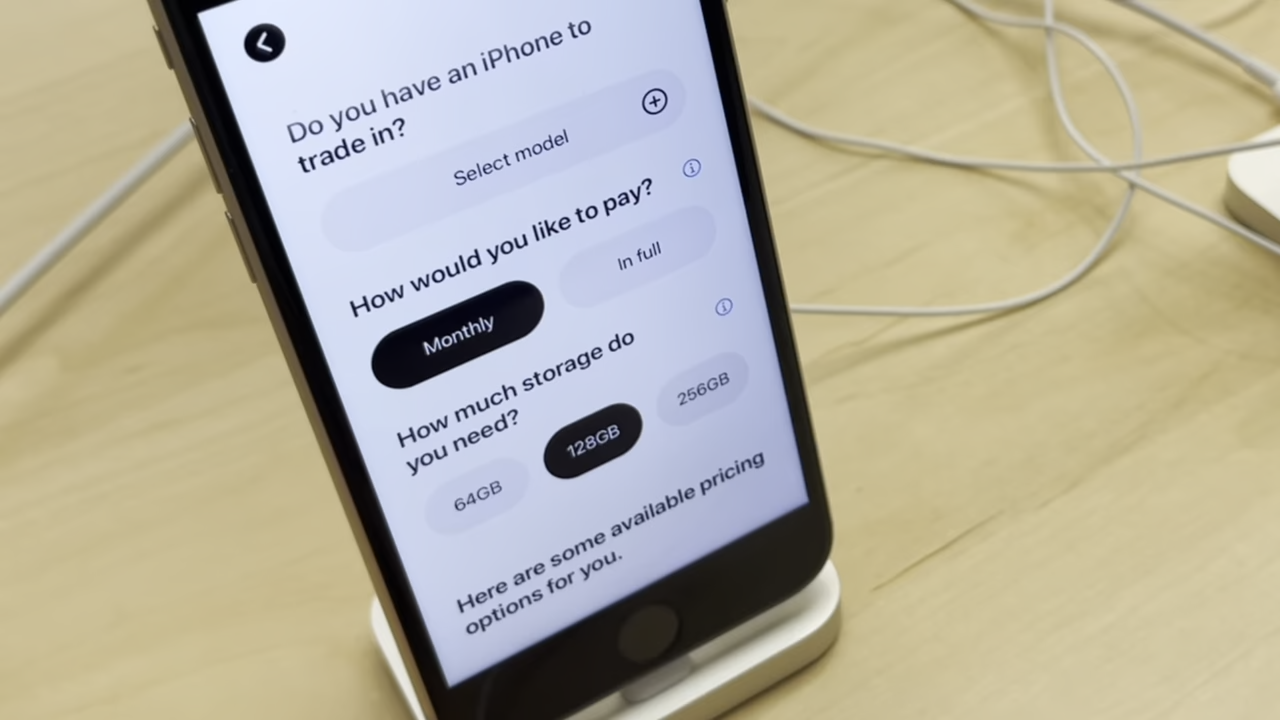 Do you have an iPhone to
trade in?
Select model
How would you like to pay?
Monthly
In full
How much storage do
you need?
64GB
128GB
256GB
Here are some available pricing
options for you.